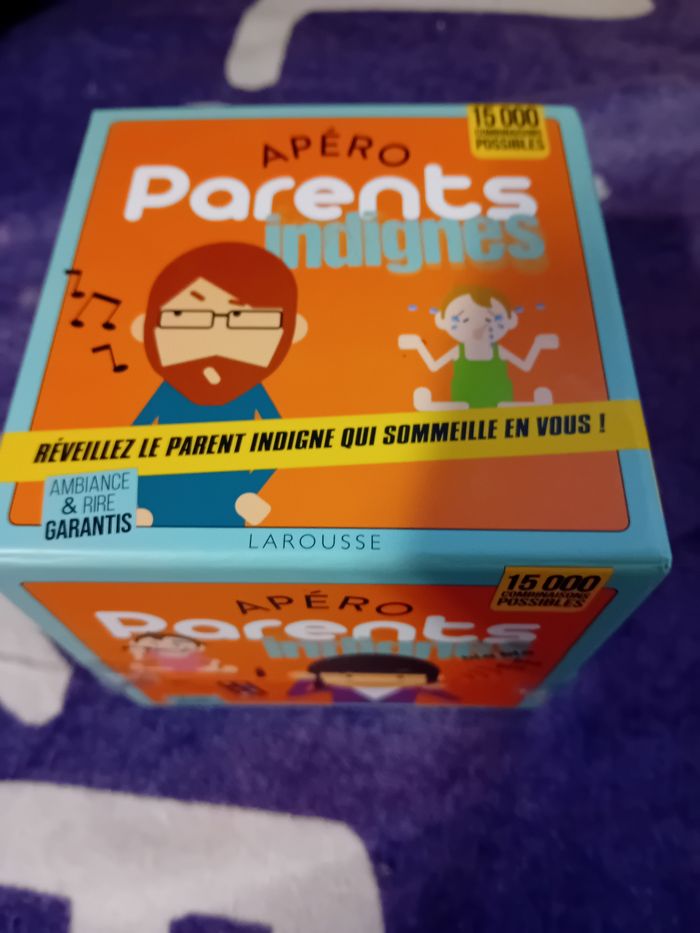 15 000
COMBINAISONS
POSSIBLES
APÉRO
Parents
indignes
RÉVEILLEZ LE PARENT INDIGNE QUI SOMMEILLE EN VOUS !
AMBIANCE
& RIRE
GARANTIS
LAROUSSE
15 000
COMBINAISONS
POSSIBLES
APÉRO
Parents
indignes